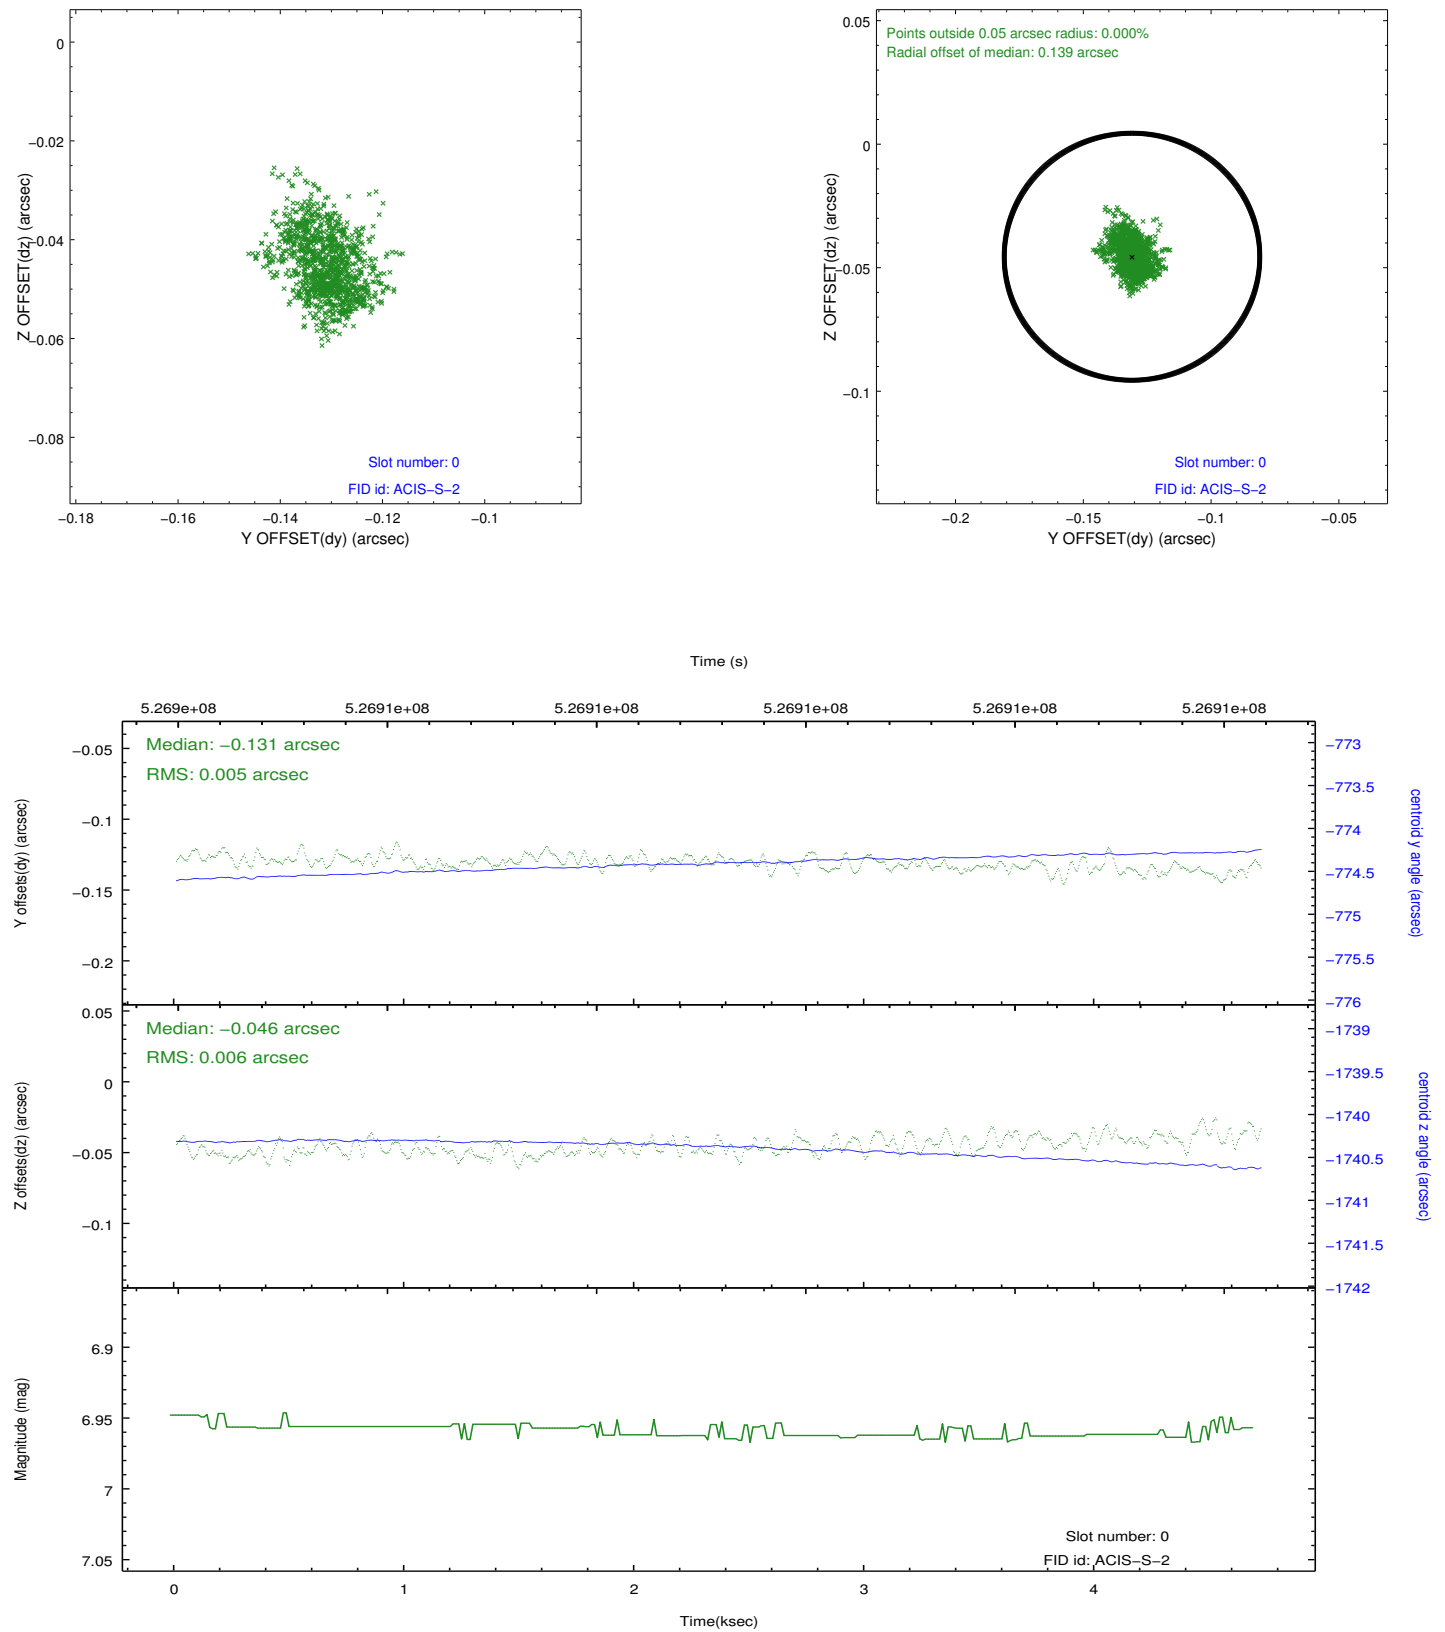 0
−0.02
−0.04
−0.06
−0.08
Z OFFSET(dz) (arcsec)
Slot number: 0
FID id: ACIS−S−2
−0.18
−0.16
−0.14
−0.12
−0.1
Y OFFSET(dy) (arcsec)
Points outside 0.05 arcsec radius: 0.000%
Radial offset of median: 0.139 arcsec
0.05
0
−0.05
−0.1
Z OFFSET(dz) (arcsec)
Slot number: 0
FID id: ACIS−S−2
−0.2
−0.15
−0.1
−0.05
Y OFFSET(dy) (arcsec)
Time (s)
5.269e+08
5.2691e+08
5.2691e+08
5.2691e+08
5.2691e+08
5.2691e+08
Median: −0.131 arcsec
RMS: 0.005 arcsec
−0.05
−0.1
−0.15
−0.2
Y offsets(dy) (arcsec)
−773
−773.5
−774
−774.5
−775
−775.5
−776
centroid y angle (arcsec)
Median: −0.046 arcsec
RMS: 0.006 arcsec
0.05
0
−0.05
−0.1
Z offsets(dz) (arcsec)
−1739
−1739.5
−1740
−1740.5
−1741
−1741.5
−1742
centroid z angle (arcsec)
6.9
6.95
7
7.05
Magnitude (mag)
Slot number: 0
FID id: ACIS−S−2
0
1
2
3
4
Time(ksec)